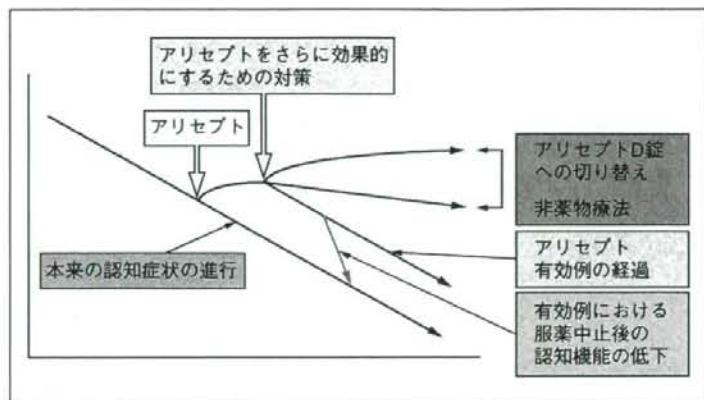 アリセプトをさらに効果的
にするための対策
アリセプト
アリセプトD錠
への切り替え
非薬物療法
本来の認知症状の進行
アリセプト
有効例の経過
有効例における
服薬中止後の
認知機能の低下